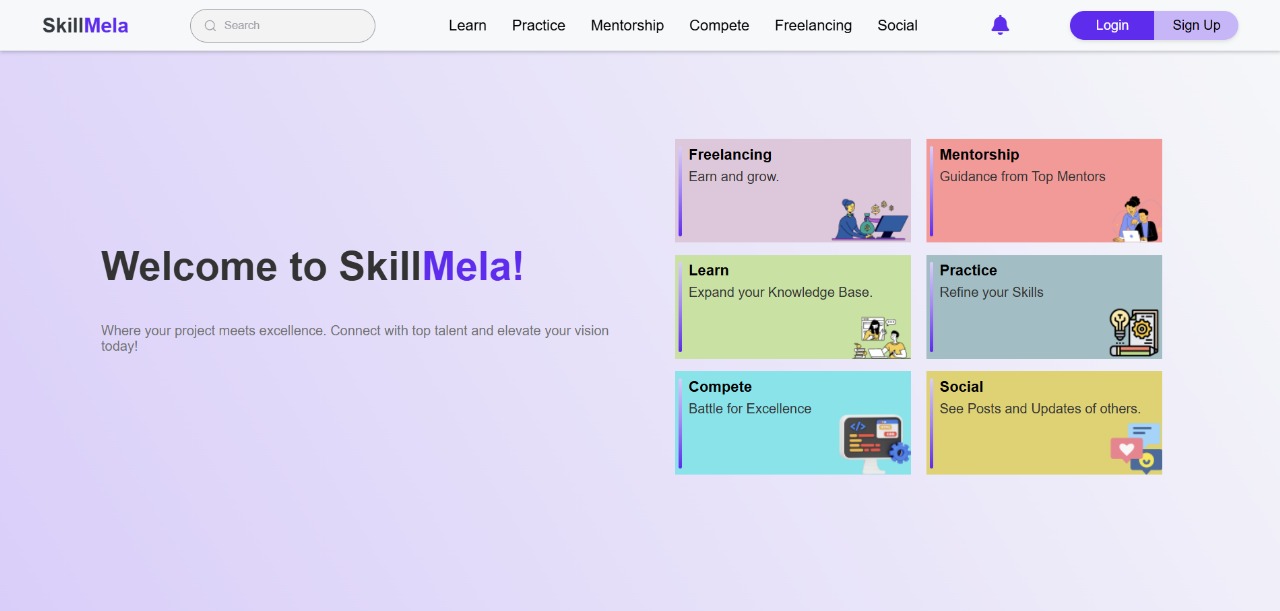 SkillMela
Search
Learn
Practice
Mentorship
Compete
Freelancing
Social
Login
Sign Up
Welcome to SkillMela!
Where your project meets excellence. Connect with top talent and elevate your vision
today!
Freelancing
Earn and grow.
Mentorship
Guidance from Top Mentors
Learn
Expand your Knowledge Base.
Practice
Refine your Skills
Compete
Battle for Excellence
</>
Social
See Posts and Updates of others.